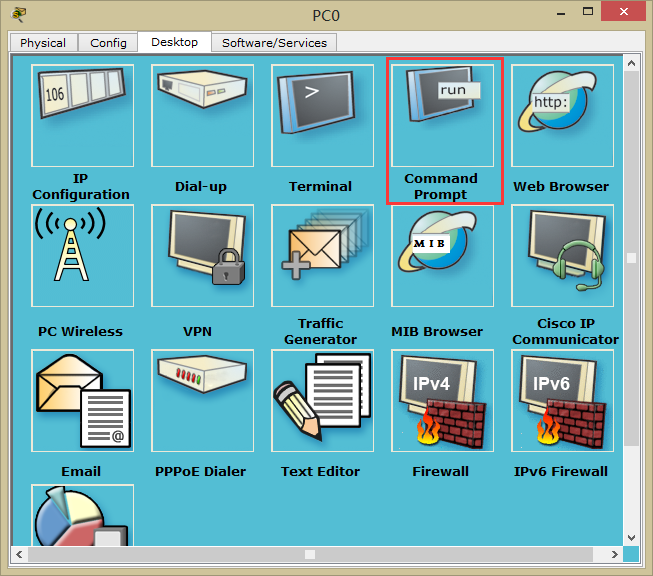 PC0
Physical Config Desktop Software/Services
106
>
run
http:
IP
Configuration
Dial-up
Terminal
Command
Prompt
Web Browser
MIB
PC Wireless
VPN
Traffic
Generator
MIB Browser
Cisco IP
Communicator
@
IPv4
IPv6
Email
PPPoE Dialer
Text Editor
Firewall
IPv6 Firewall